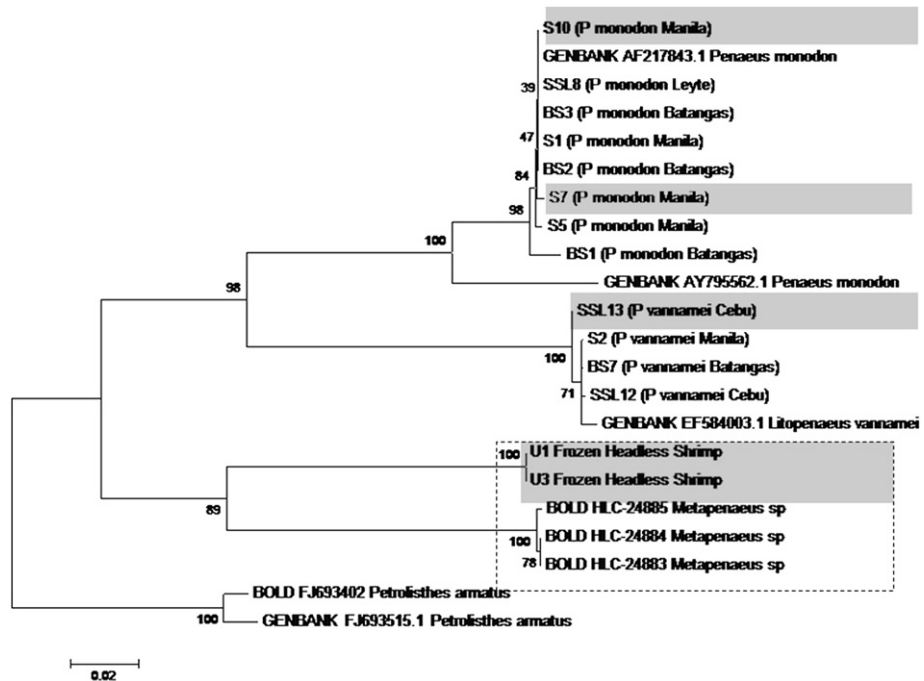 S10 (P monodon Manila)
GENBANK AF217843.1 Penaeus monodon
SSL8 (P monodon Leyte)
39
BS3 (P monodon Batangas)
47
S1 (P monodon Manila)
BS2 (P monodon Batangas)
84
S7 (P monodon Manila)
98
S5 (P monodon Manila)
100
BS1 (P monodon Batangas)
GENBANK AY795562.1 Penaeus monodon
98
SSL13 (P vannamei Cebu)
S2 (P vannamei Manila)
100
BS7 (P vannamei Batangas)
71
SSL12 (P vannamei Cebu)
GENBANK EF584003.1 Litopenaeus vannamei
100
U1 Frozen Headless Shrimp
U3 Frozen Headless Shrimp
89
BOLD HLC-24885 Metapenaeus sp
100
BOLD HLC-24884 Metapenaeus sp
78
BOLD HLC-24883 Metapenaeus sp
BOLD FJ693402 Petrolisthes armatus
100
GENBANK FJ693515.1 Petrolisthes armatus
0.02